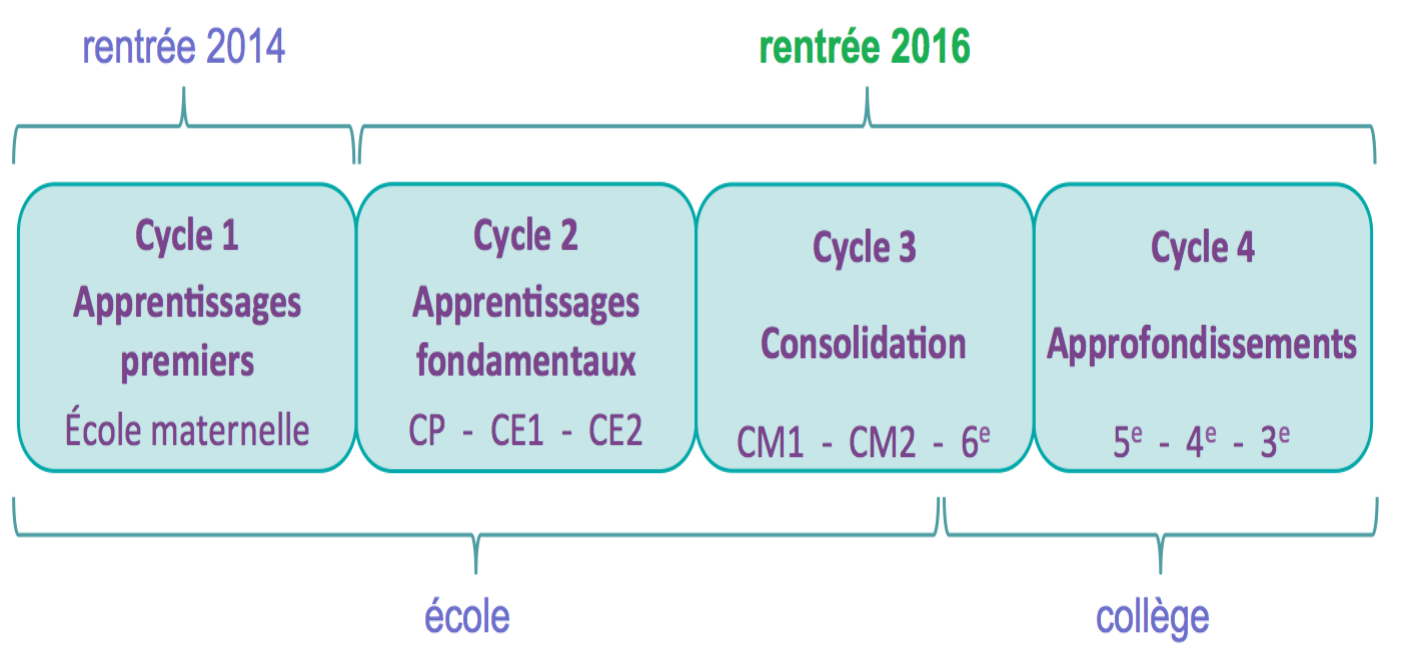 rentrée 2014
rentrée 2016
Cycle 1
Apprentissages
premiers
École maternelle
Cycle 2
Apprentissages
fondamentaux
CP - CE1 - CE2
Cycle 3
Consolidation
CM1 - CM2 - 6ᵉ
Cycle 4
Approfondissements
5ᵉ - 4ᵉ - 3ᵉ
école
collège